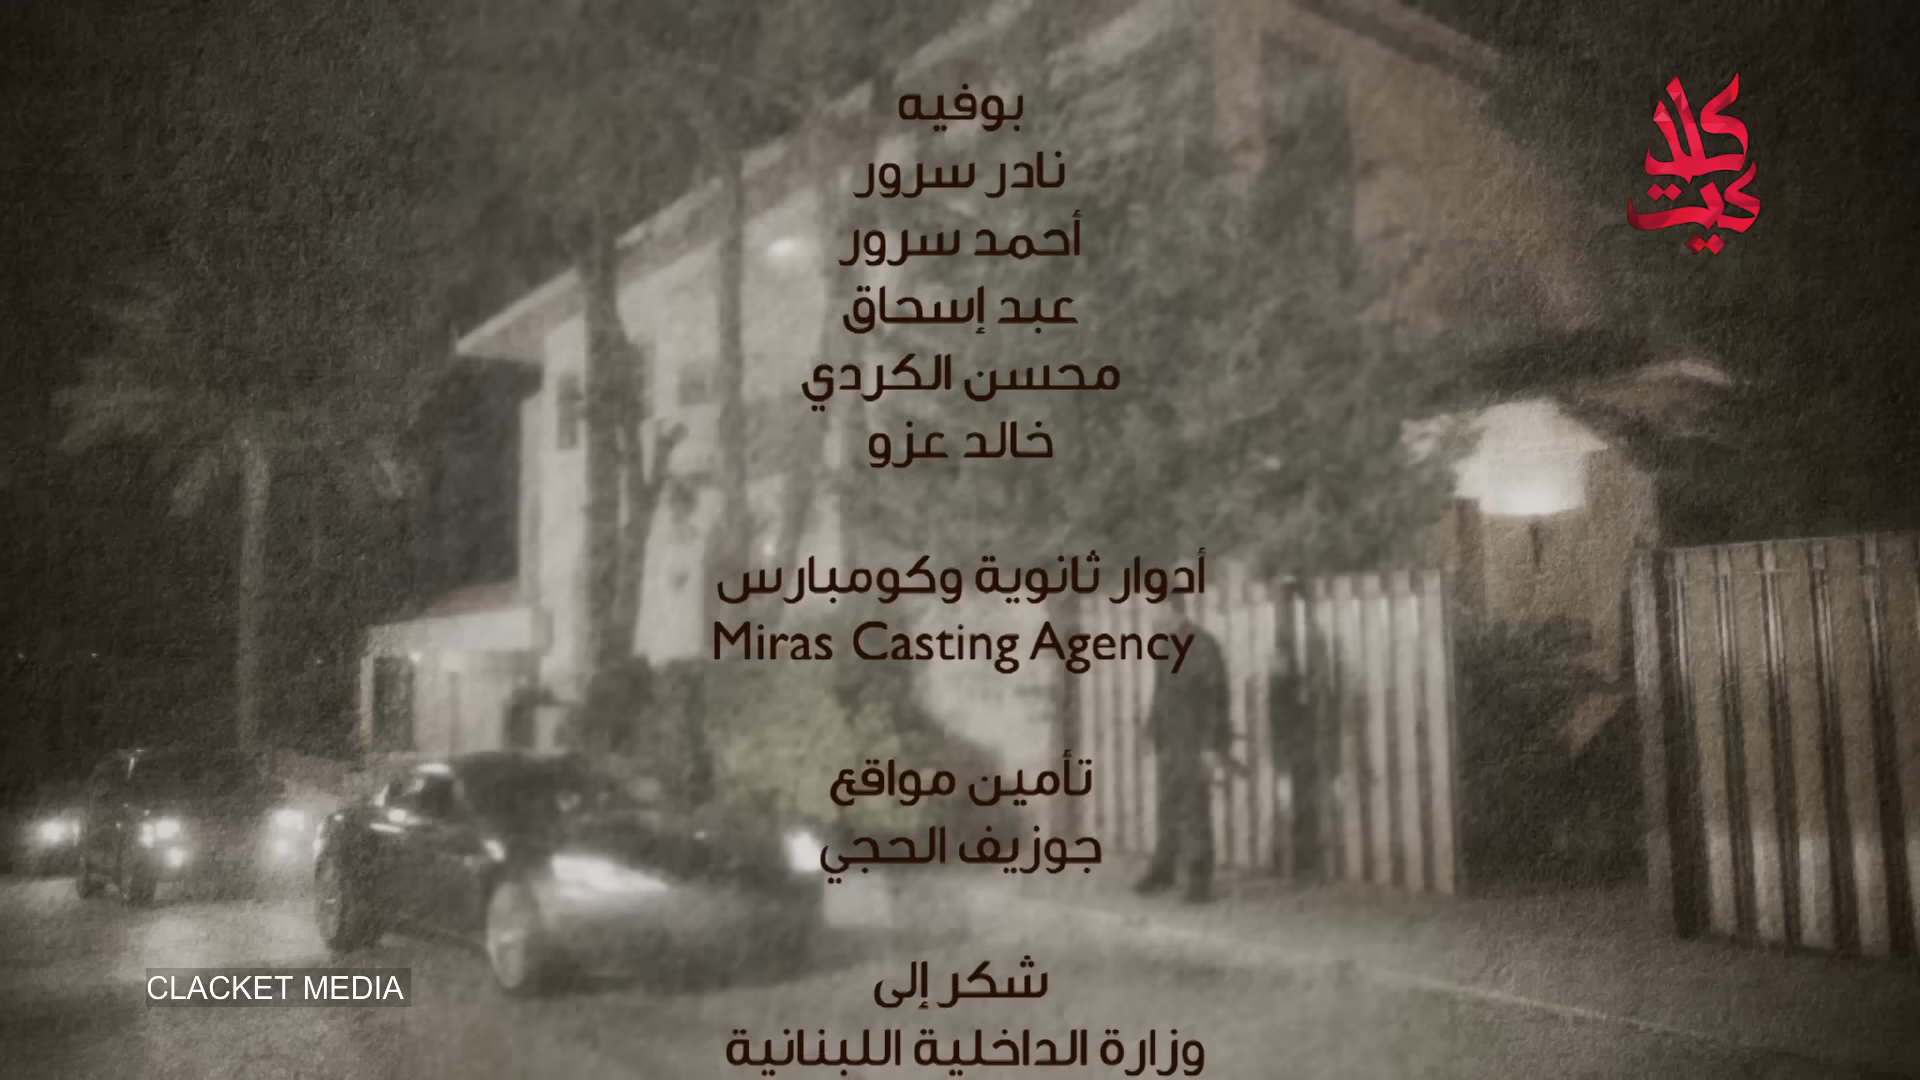 بوفيه
نادر سرور
أحمد سرور
عبد إسحاق
محسن الكردي
خالد عزو
أدوار ثانوية وكومبارس
Miras Casting Agency
تأمين مواقع
جوزيف الحجي
شكر إلى
وزارة الداخلية اللبنانية
كلاكيت
CLACKET MEDIA